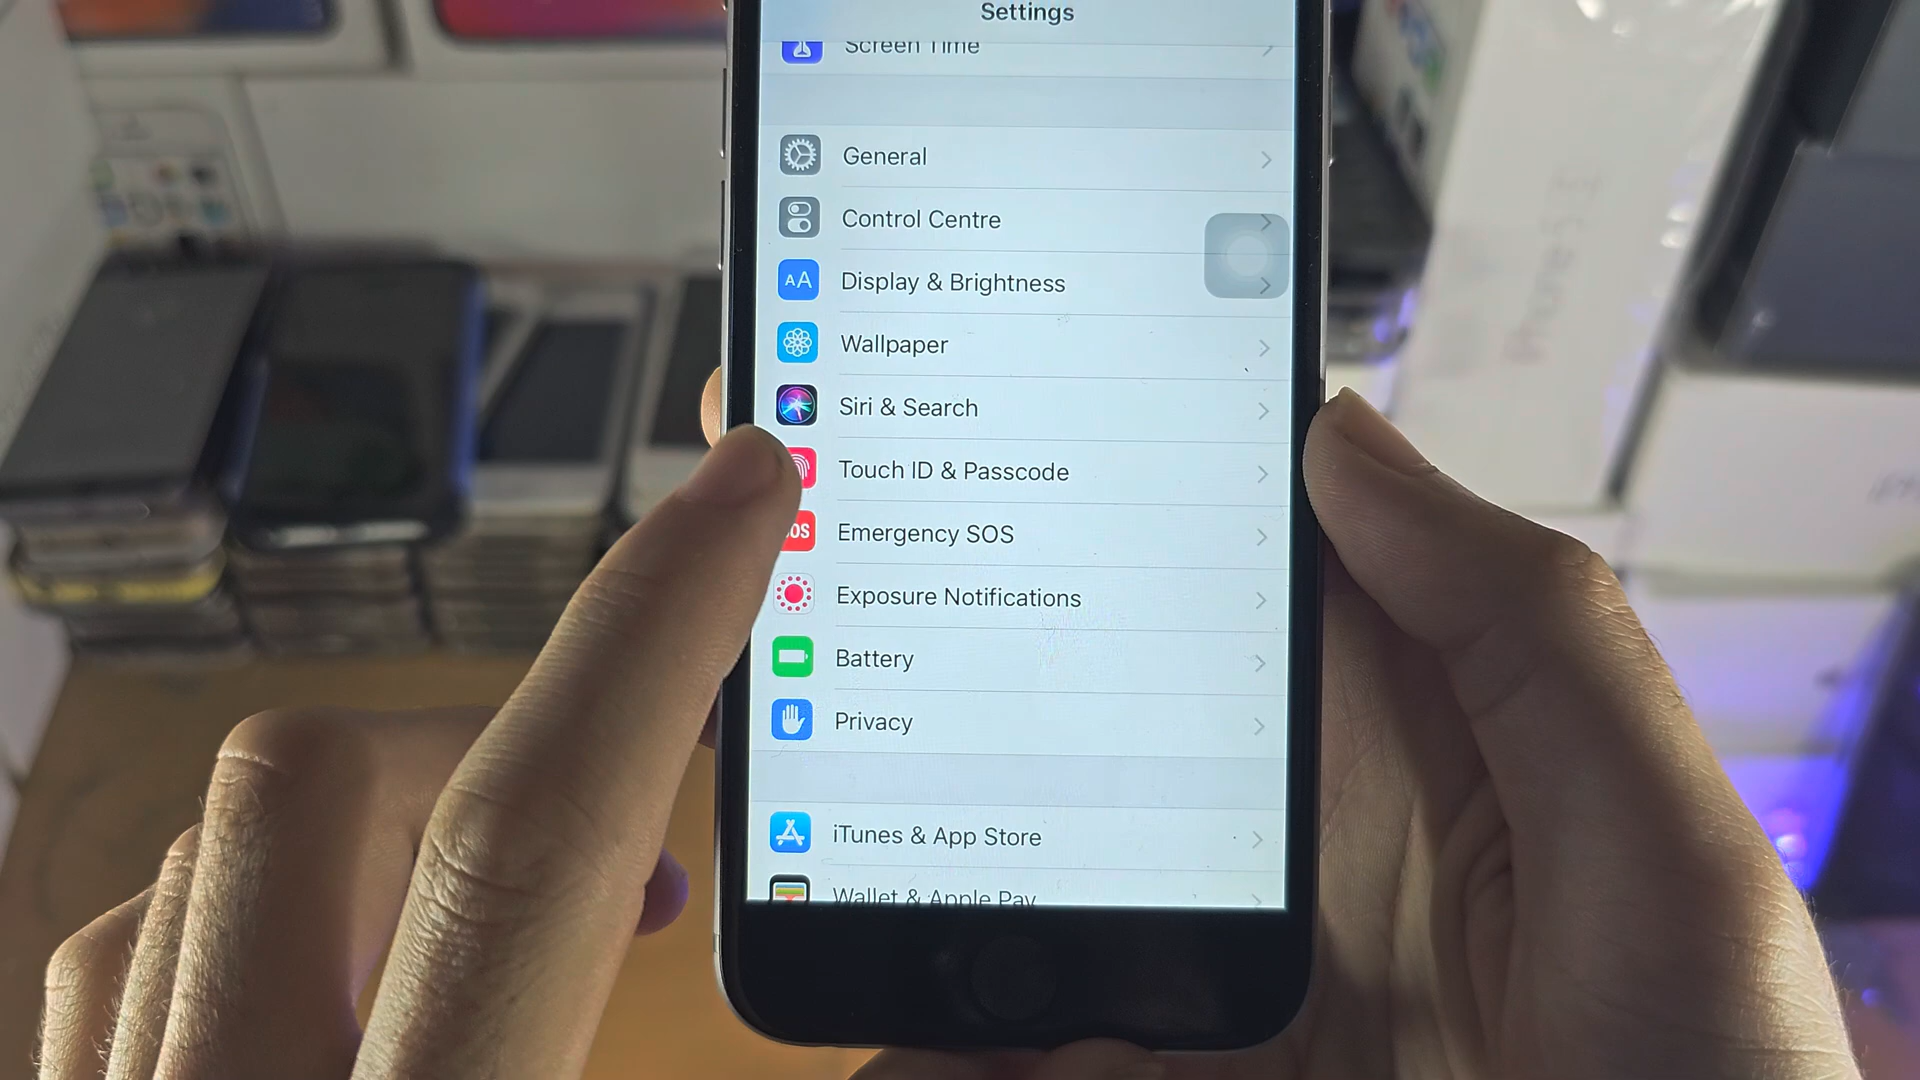 Settings
Screen Time
General
Control Centre
AA Display & Brightness
Wallpaper
Siri & Search
Touch ID & Passcode
Emergency SOS
Exposure Notifications
Battery
Privacy
iTunes & App Store
Wallet & Apple Pay